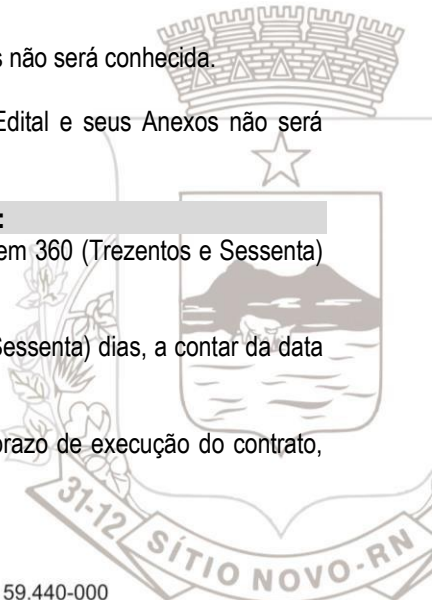 s não será conhecida.
Edital e seus Anexos não será
:
em 360 (Trezentos e Sessenta)
Sessenta) dias, a contar da data
prazo de execução do contrato,
31-12 SÍTIO NOVO-RN
59.440-000